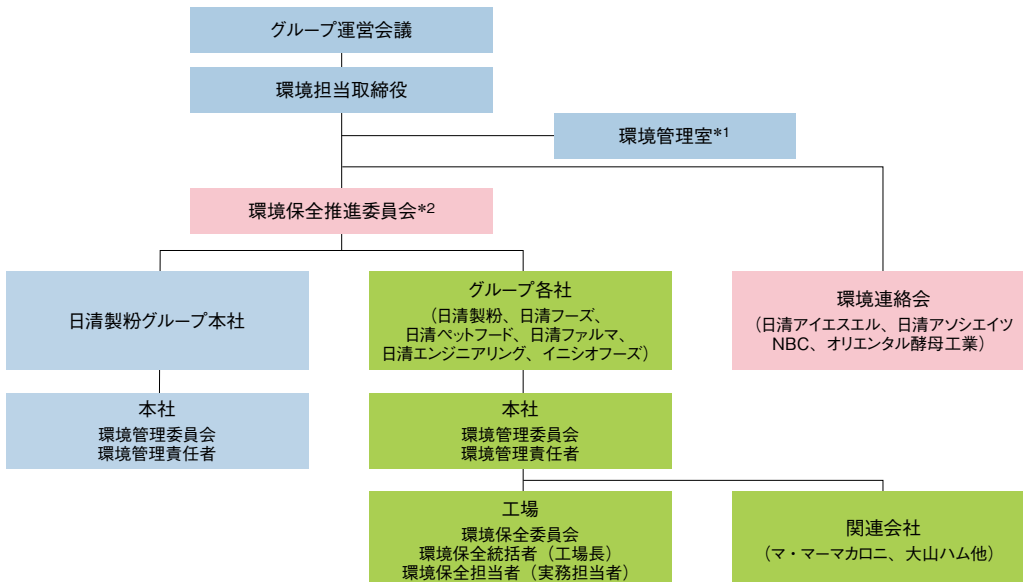 グループ運営会議
環境担当取締役
環境管理室*1
環境保全推進委員会*2
日清製粉グループ本社
グループ各社
（日清製粉、日清フーズ、
日清ペットフード、日清ファルマ、
日清エンジニアリング、イニシオフーズ）
環境連絡会
（日清アイエスエル、日清アソシエイツ
NBC、オリエンタル酵母工業）
本社
環境管理委員会
環境管理責任者
本社
環境管理委員会
環境管理責任者
工場
環境保全委員会
環境保全統括者（工場長）
環境保全担当者（実務担当者）
関連会社
（マ・マーマカロニ、大山ハム他）